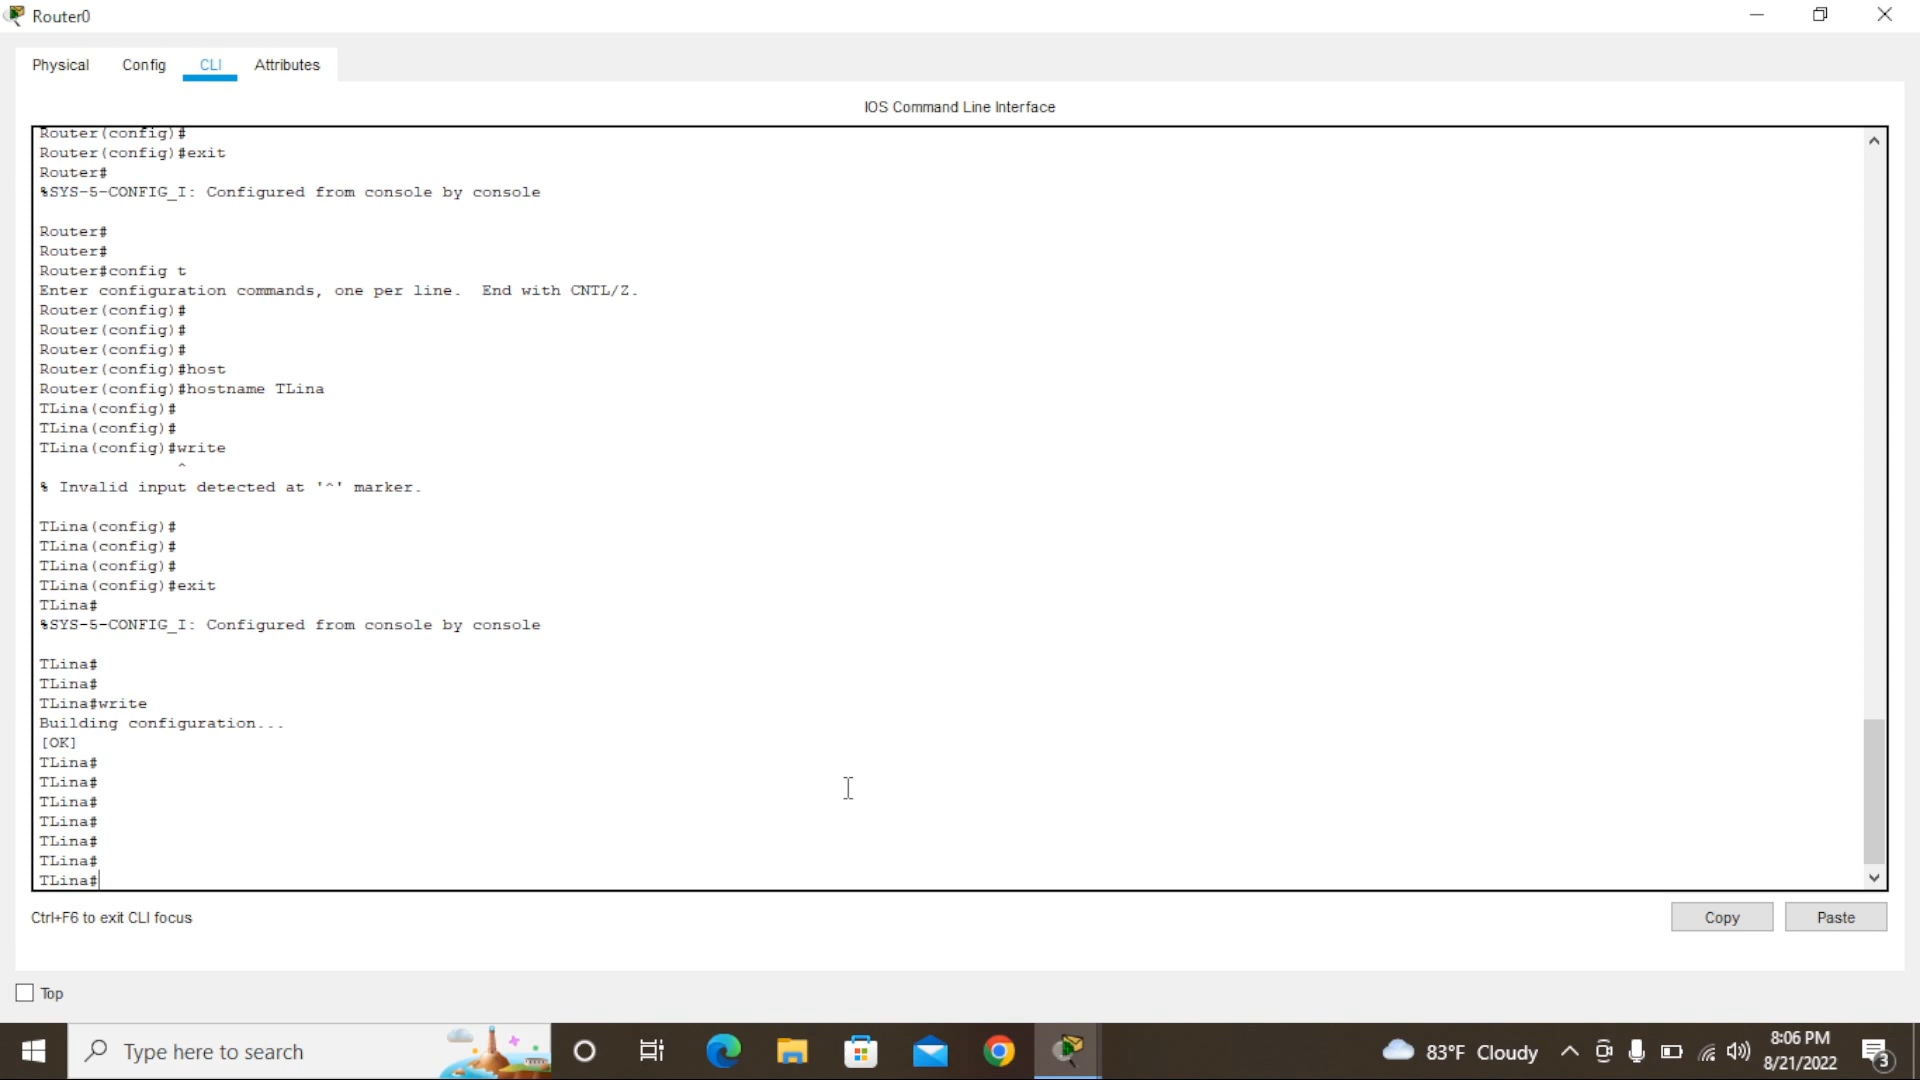 Router0
Physical Config CLI Attributes
IOS Command Line Interface
Router(config)#
Router(config)#exit
Router#
%SYS-5-CONFIG_I: Configured from console by console
Router#
Router#
Router#config t
Enter configuration commands, one per line.  End with CNTL/Z.
Router(config)#
Router(config)#
Router(config)#
Router(config)#host
Router(config)#hostname TLina
TLina(config)#
TLina(config)#
TLina(config)#write
^
% Invalid input detected at '^' marker.
TLina(config)#
TLina(config)#
TLina(config)#
TLina(config)#exit
TLina#
%SYS-5-CONFIG_I: Configured from console by console
TLina#
TLina#
TLina#write
Building configuration...
[OK]
TLina#
TLina#
TLina#
TLina#
TLina#
TLina#
TLina#
Ctrl+F6 to exit CLI focus
Copy Paste
Top
Type here to search
83°F Cloudy
8:06 PM
8/21/2022
3